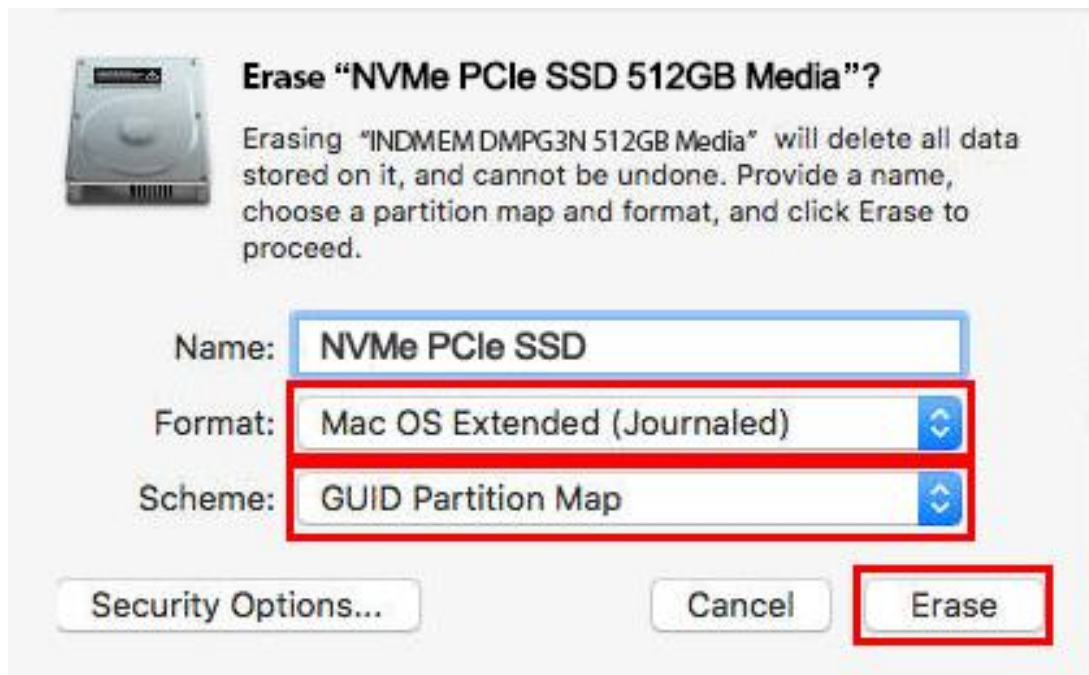 Erase “NVMe PCIe SSD 512GB Media”?
Erasing “INDMEM DMPG3N 512GB Media” will delete all data
stored on it, and cannot be undone. Provide a name,
choose a partition map and format, and click Erase to
proceed.
Name: NVMe PCIe SSD
Format: Mac OS Extended (Journaled)
Scheme: GUID Partition Map
Security Options... Cancel Erase